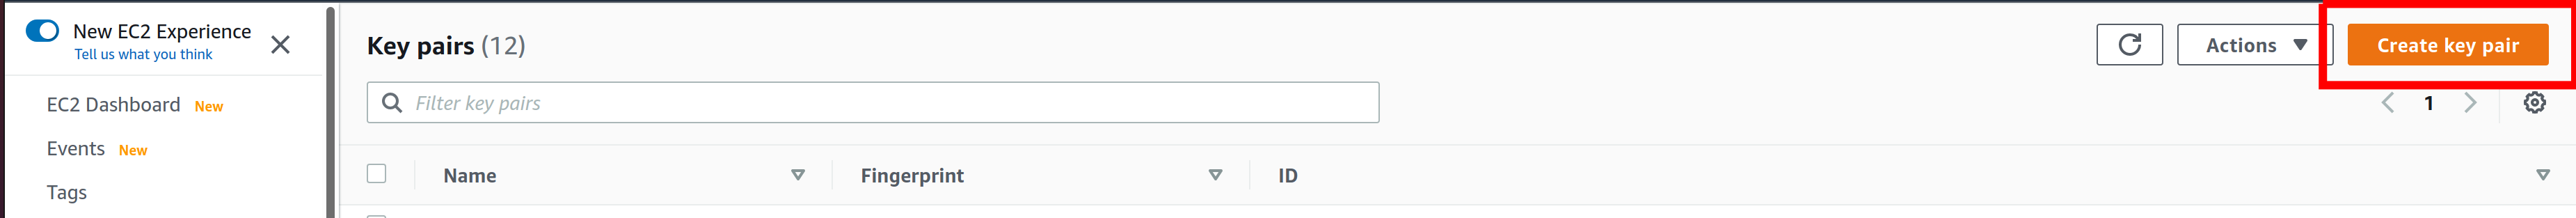 New EC2 Experience
Tell us what you think
EC2 Dashboard New
Events New
Tags
Key pairs (12)
Actions
Create key pair
Filter key pairs
1
Name
Fingerprint
ID